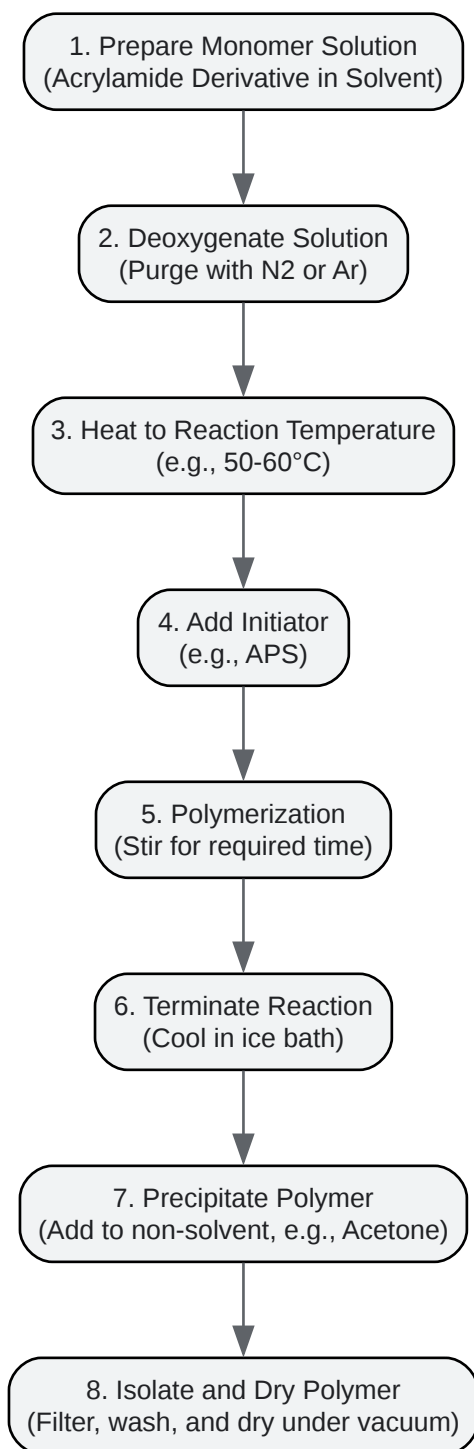 1. Prepare Monomer Solution
(Acrylamide Derivative in Solvent)
2. Deoxygenate Solution
(Purge with N2 or Ar)
3. Heat to Reaction Temperature
(e.g., 50-60°C)
4. Add Initiator
(e.g., APS)
5. Polymerization
(Stir for required time)
6. Terminate Reaction
(Cool in ice bath)
7. Precipitate Polymer
(Add to non-solvent, e.g., Acetone)
8. Isolate and Dry Polymer
(Filter, wash, and dry under vacuum)